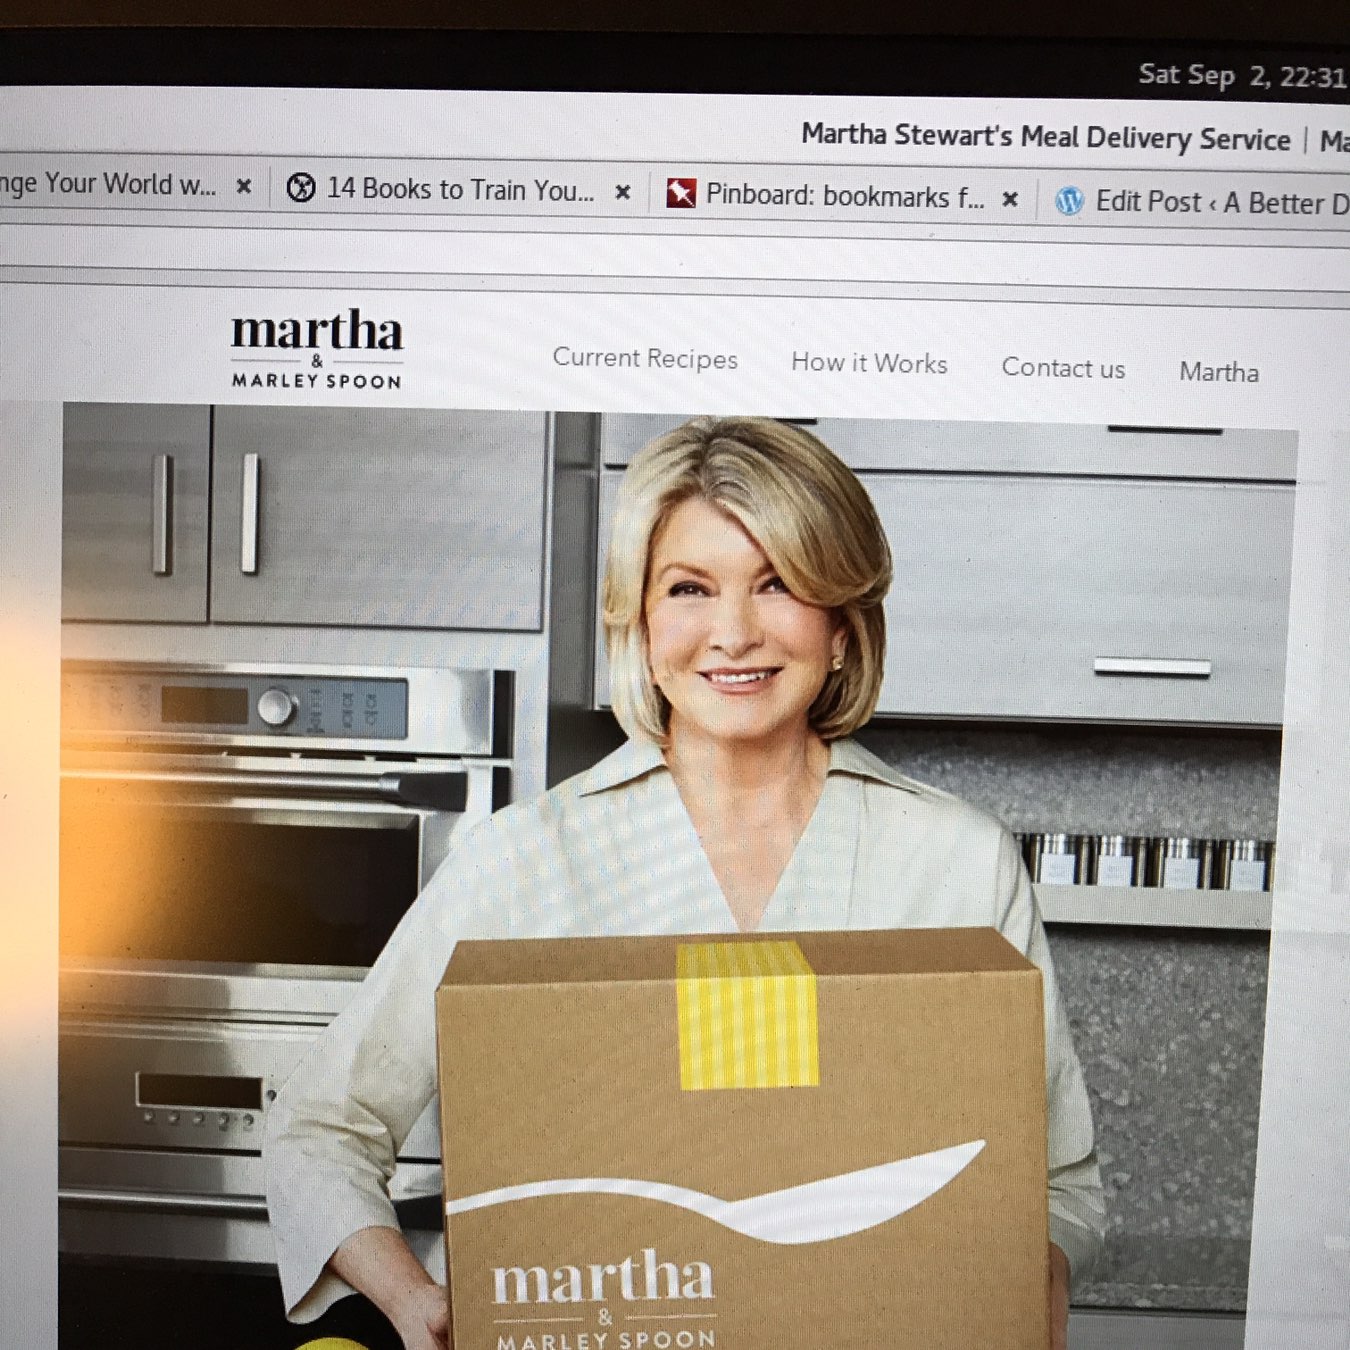 Sat Sep 2, 22:31
Martha Stewart's Meal Delivery Service | Ma
nge Your World w...
14 Books to Train You...
Pinboard: bookmarks f...
Edit Post ‹ A Better D
martha
&
MARLEY SPOON
Current Recipes
How it Works
Contact us
Martha
martha
&
MARLEY SPOON